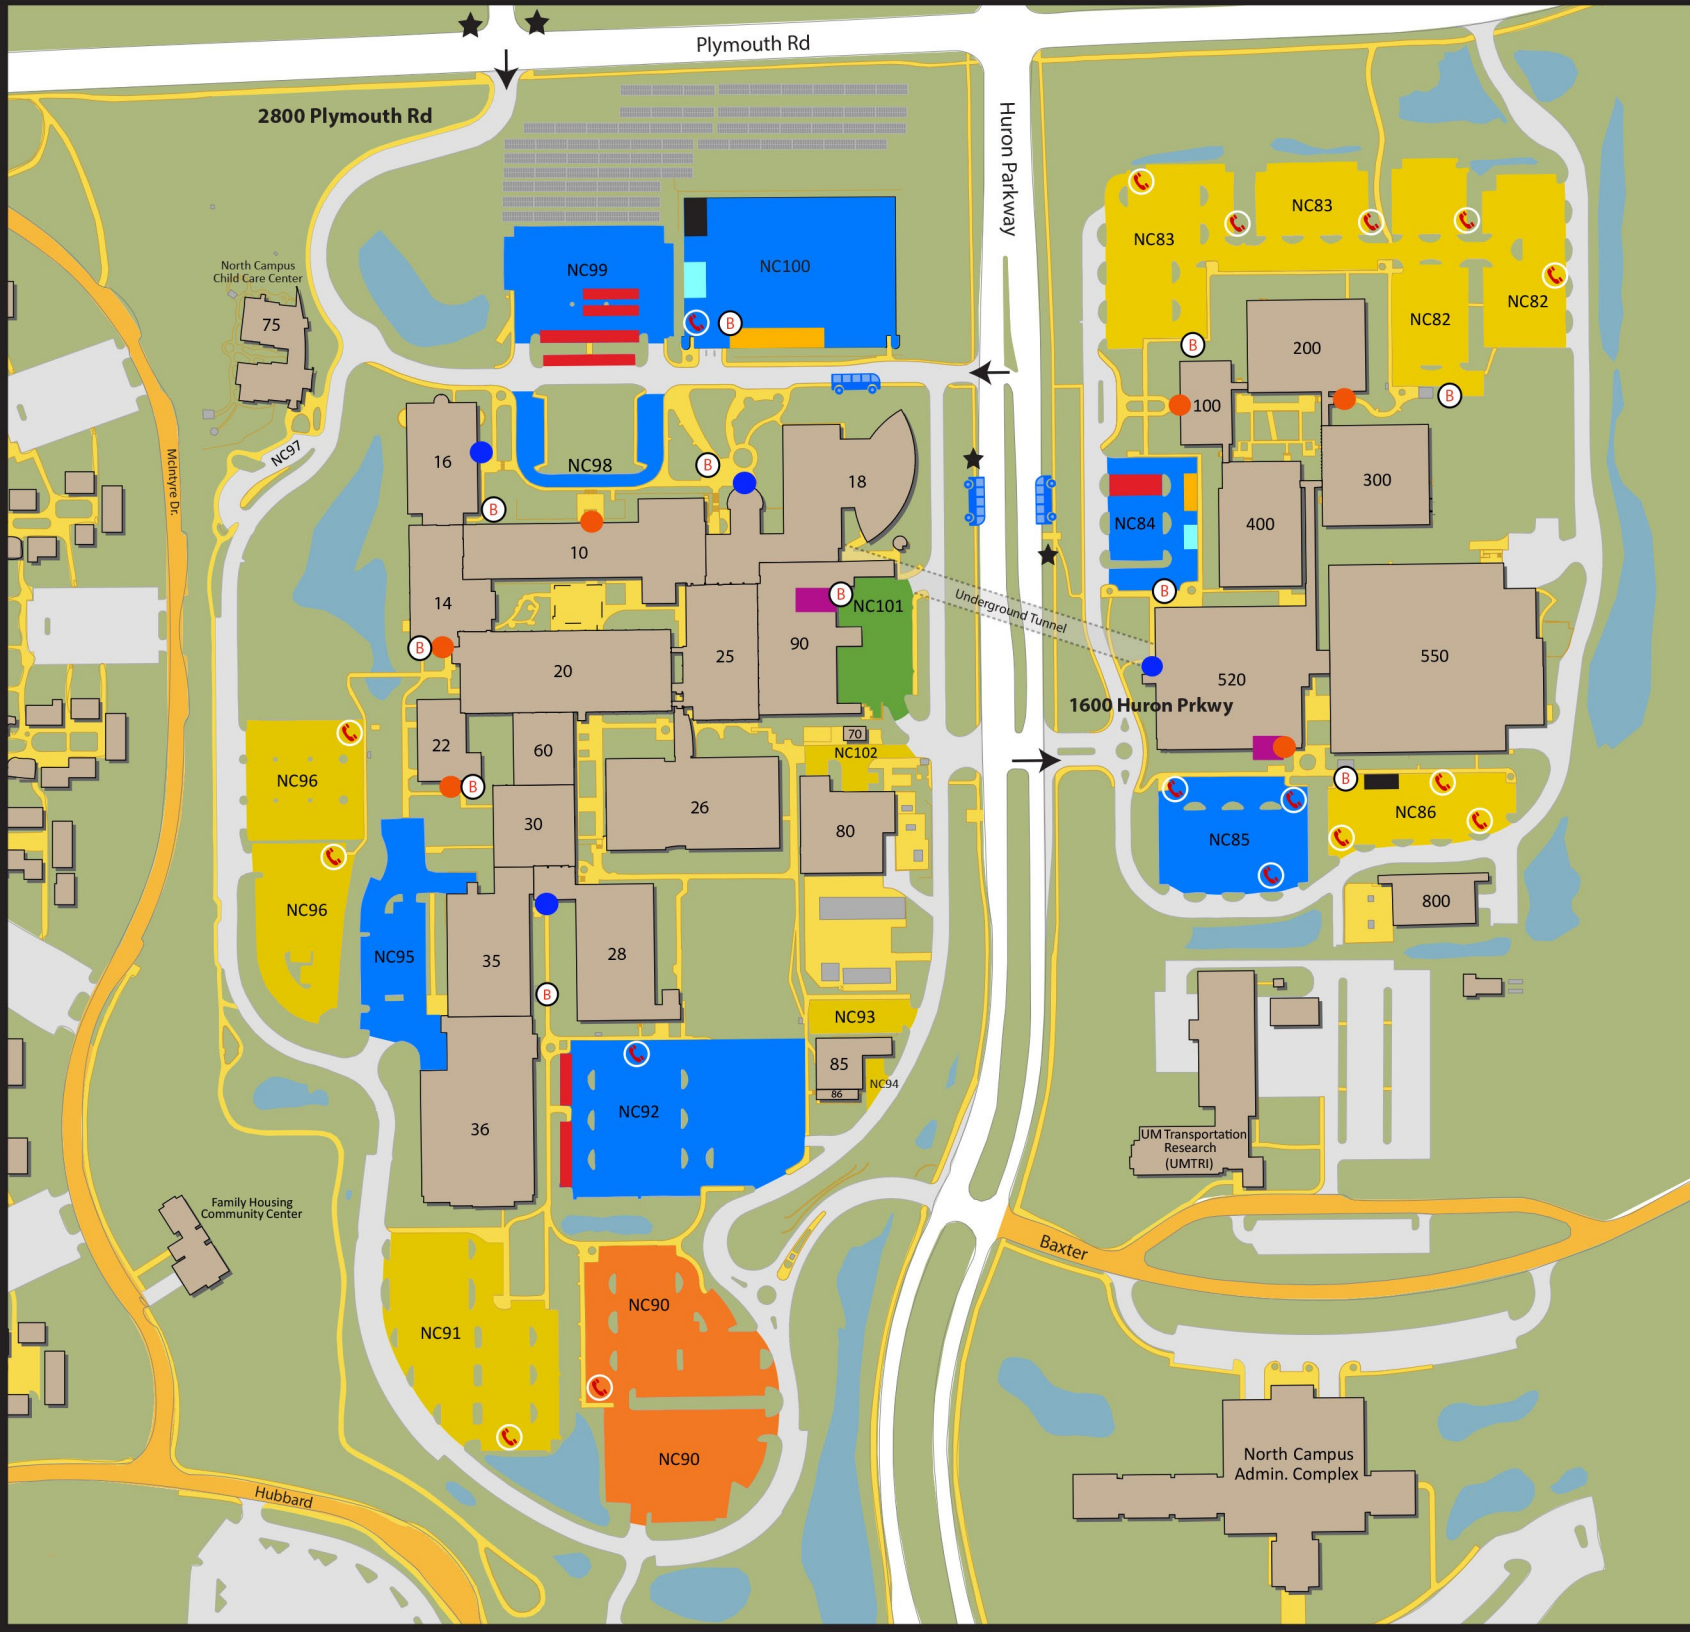 Plymouth Rd
2800 Plymouth Rd
Huron Parkway
North Campus
Child Care Center
75
NC97
McIntyre Dr.
NC99
NC100
B
NC83
NC83
NC82
NC82
B
200
100
B
300
400
NC84
B
16
NC98
B
18
B
10
14
B
NC101
B
Underground Tunnel
20
25
90
520
550
1600 Huron Prkwy
22
60
70
NC102
B
NC96
30
26
80
B
NC86
NC85
NC96
NC95
35
28
800
B
NC93
85
86
NC94
NC92
36
UM Transportation
Research
(UMTRI)
Family Housing
Community Center
Baxter
NC91
NC90
NC90
North Campus
Admin. Complex
Hubbard